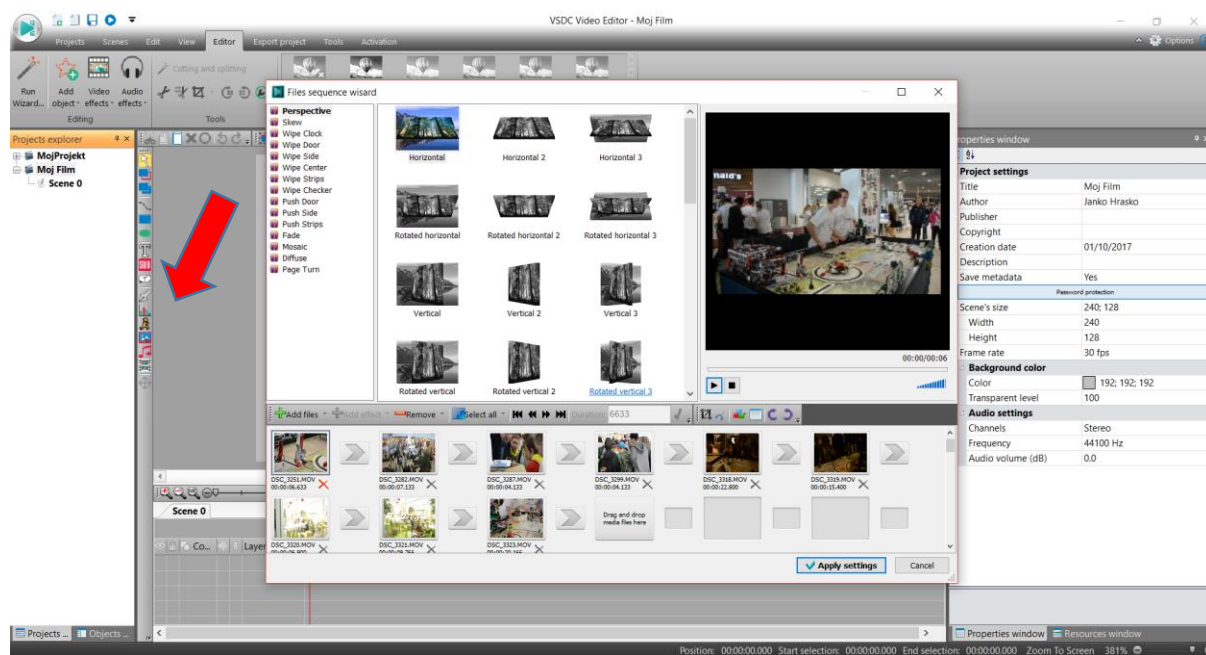 VSDC Video Editor - Moj Film
Projects Scenes Edit View Editor Export project Tools Activation
Options
Cutting and splitting
Run Wizard...
Add object
Video effects
Audio effects
Editing
Tools
Projects explorer
MojProjekt
Moj Film
Scene 0
Files sequence wisard
Perspective
Skew
Wipe Clock
Wipe Door
Wipe Side
Wipe Center
Wipe Strips
Wipe Checker
Push Door
Push Side
Push Strips
Fade
Mosaic
Diffuse
Page Turn
Horizontal Horizontal 2 Horizontal 3
Rotated horizontal Rotated horizontal 2 Rotated horizontal 3
Vertical Vertical 2 Vertical 3
Rotated vertical Rotated vertical 2 Rotated vertical 3
nald's
00:00/00:06
Add files Add effect Remove Select all Duration: 6633
DSC_3251.MOV DSC_3282.MOV DSC_3287.MOV DSC_3299.MOV DSC_3318.MOV DSC_3319.MOV
00:00:06.633 00:00:07.133 00:00:04.133 00:00:04.133 00:00:22.800 00:00:15.400
Drag and drop
media files here
DSC_3320.MOV DSC_3321.MOV DSC_3323.MOV
Apply settings Cancel
Properties window
Project settings
Title Moj Film
Author Janko Hrasko
Publisher
Copyright
Creation date 01/10/2017
Description
Save metadata Yes
Password protection
Scene's size 240; 128
Width 240
Height 128
Frame rate 30 fps
Background color
Color 192; 192; 192
Transparent level 100
Audio settings
Channels Stereo
Frequency 44100 Hz
Audio volume (dB) 0.0
Scene 0
Co... Layer
Projects ... Objects ...
Properties window Resources window
Position: 00:00:00.000 Start selection: 00:00:00.000 End selection: 00:00:00.000 Zoom To Screen 381%